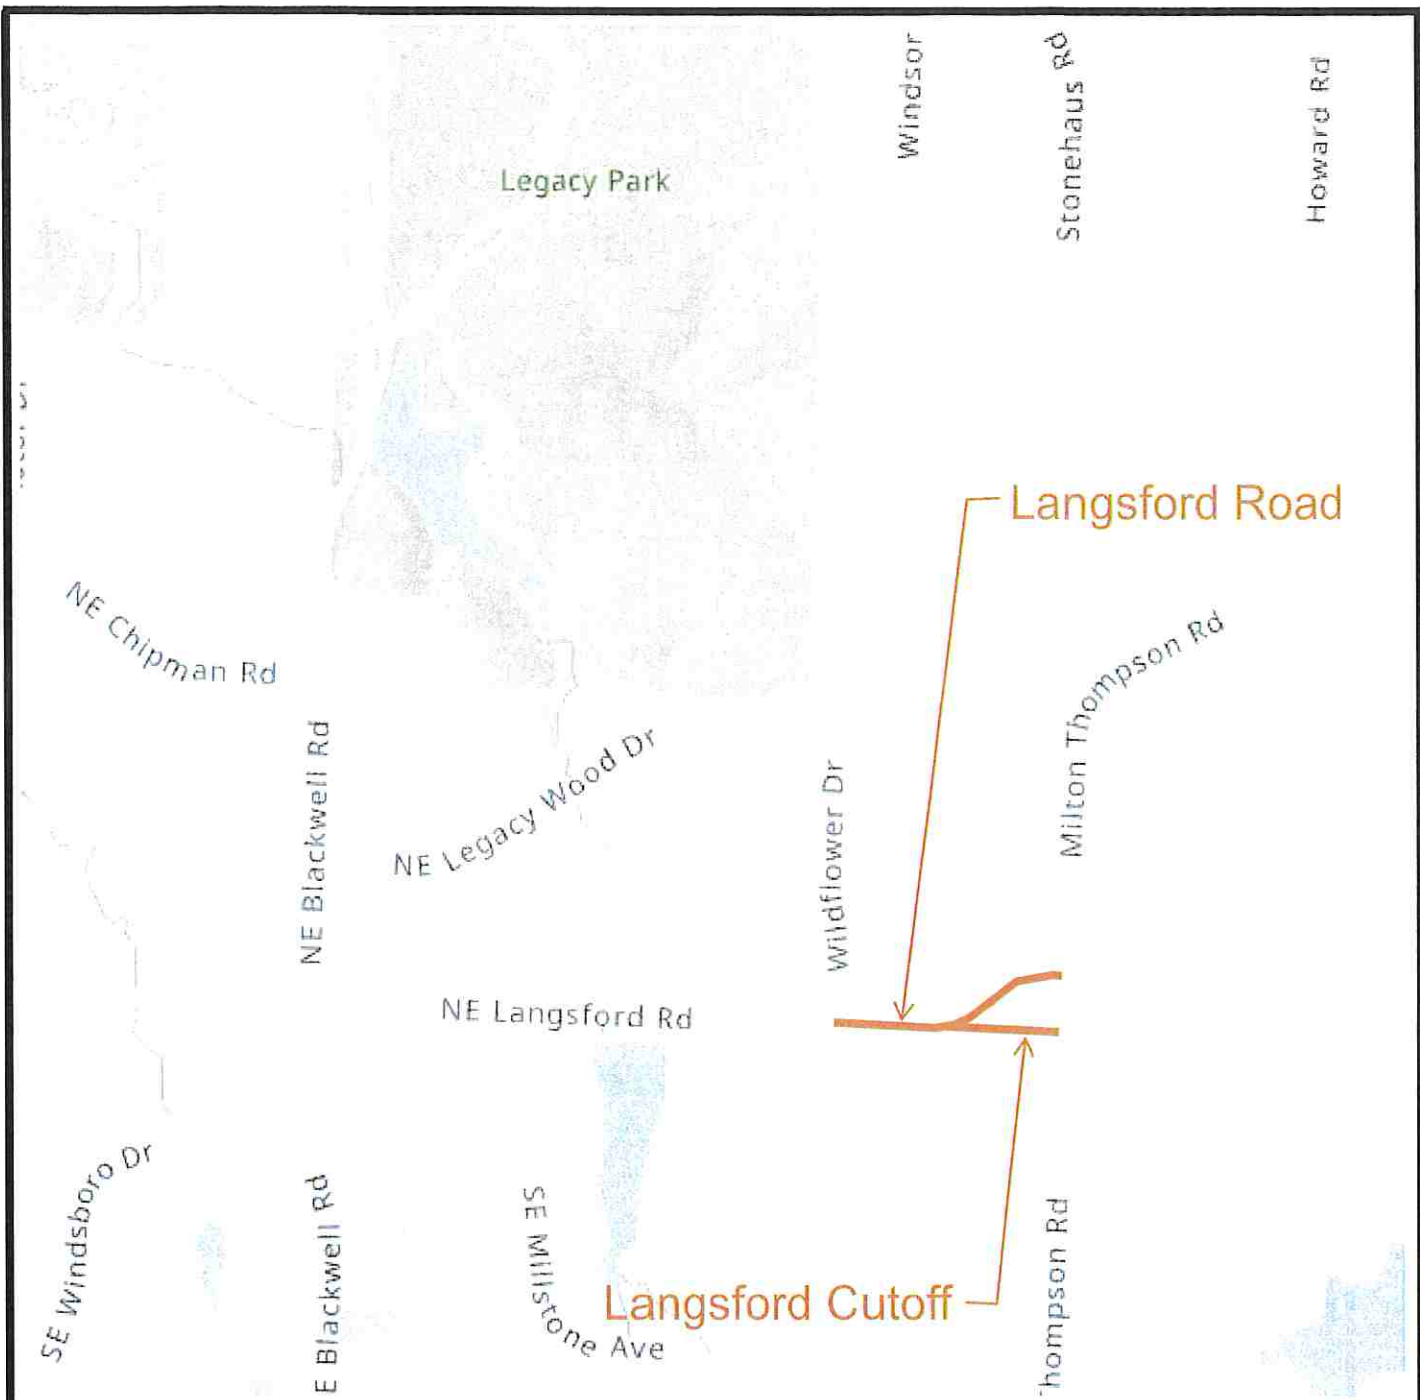 Windsor
Stonehaus Rd
Howard Rd
Legacy Park
Langsford Road
NE Chipman Rd
Milton Thompson Rd
NE Blackwell Rd
NE Legacy Wood Dr
Wildflower Dr
NE Langsford Rd
SE Windsboro Dr
E Blackwell Rd
SE Millstone Ave
Langsford Cutoff
hompson Rd